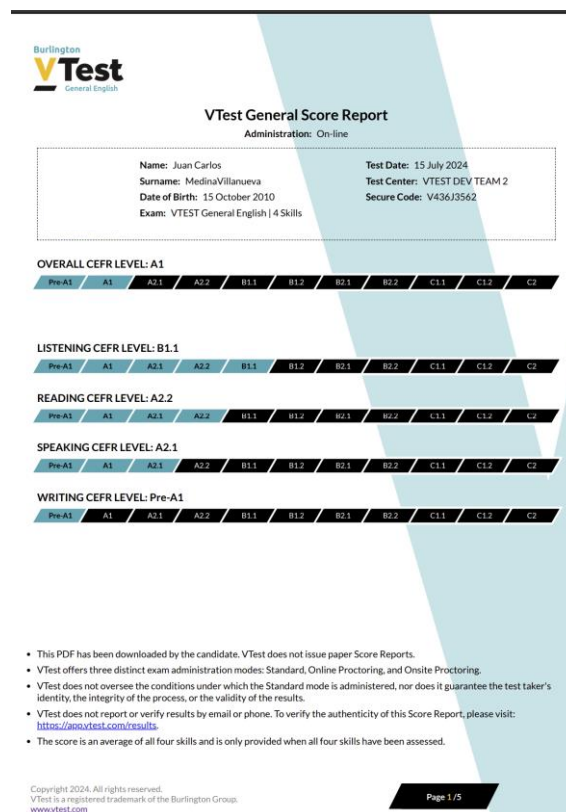 Burlington
VTest
General English
VTest General Score Report
Administration: On-line
Name: Juan Carlos
Surname: MedinaVillanueva
Date of Birth: 15 October 2010
Exam: VTEST General English | 4 Skills
Test Date: 15 July 2024
Test Center: VTEST DEV TEAM 2
Secure Code: V436J3562
OVERALL CEFR LEVEL: A1
Pre-A1 A1 A2.1 A2.2 B1.1 B1.2 B2.1 B2.2 C1.1 C1.2 C2
LISTENING CEFR LEVEL: B1.1
Pre-A1 A1 A2.1 A2.2 B1.1 B1.2 B2.1 B2.2 C1.1 C1.2 C2
READING CEFR LEVEL: A2.2
Pre-A1 A1 A2.1 A2.2 B1.1 B1.2 B2.1 B2.2 C1.1 C1.2 C2
SPEAKING CEFR LEVEL: A2.1
Pre-A1 A1 A2.1 A2.2 B1.1 B1.2 B2.1 B2.2 C1.1 C1.2 C2
WRITING CEFR LEVEL: Pre-A1
Pre-A1 A1 A2.1 A2.2 B1.1 B1.2 B2.1 B2.2 C1.1 C1.2 C2
• This PDF has been downloaded by the candidate. VTest does not issue paper Score Reports.
• VTest offers three distinct exam administration modes: Standard, Online Proctoring, and Onsite Proctoring.
• VTest does not oversee the conditions under which the Standard mode is administered, nor does it guarantee the test taker's
identity, the integrity of the process, or the validity of the results.
• VTest does not report or verify results by email or phone. To verify the authenticity of this Score Report, please visit:
https://app.vtest.com/results.
• The score is an average of all four skills and is only provided when all four skills have been assessed.
Copyright 2024. All rights reserved.
VTest is a registered trademark of the Burlington Group.
www.vtest.com
Page 1/5